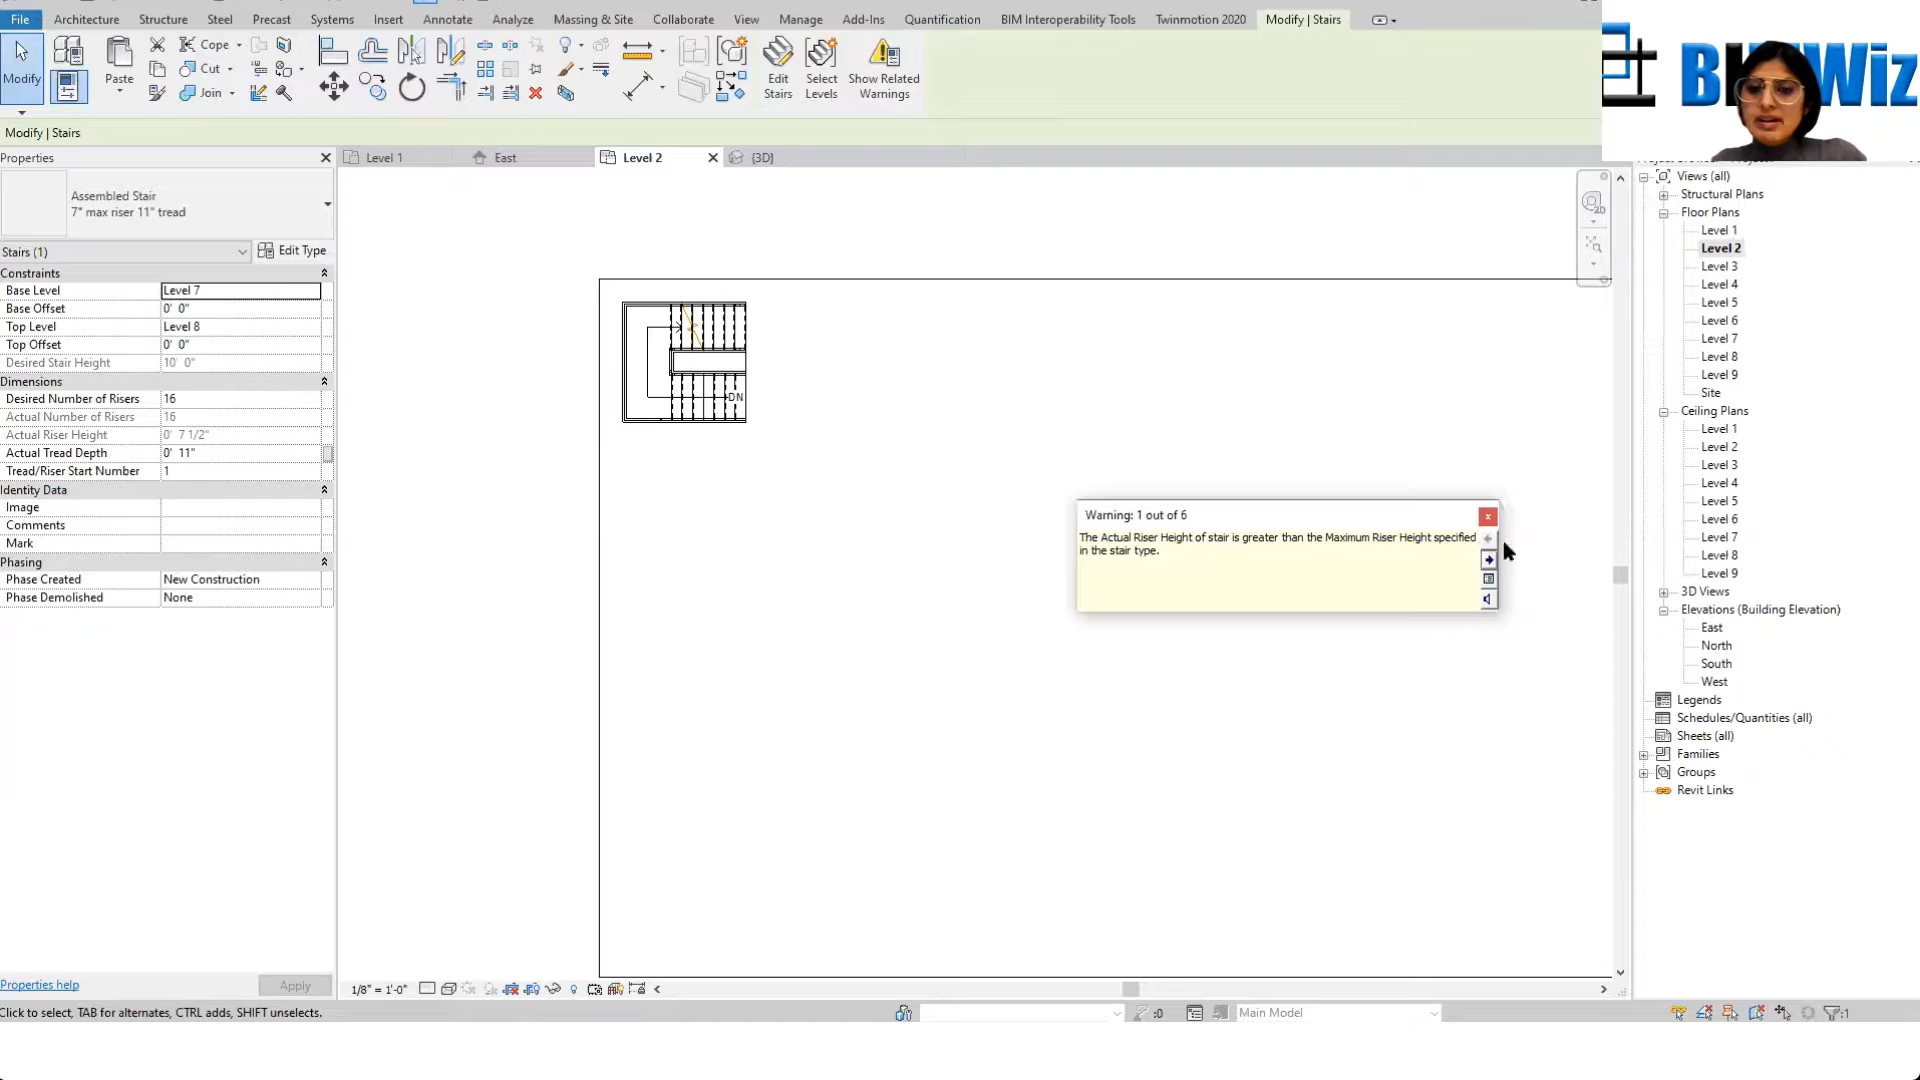 File Architecture Structure Steel Precast Systems Insert Annotate Analyze Massing & Site Collaborate View Manage Add-Ins Quantification BIM Interoperability Tools Twinmotion 2020 Modify | Stairs
Modify Paste Cope Cut Join Edit Stairs Select Levels Show Related Warnings
Wiz
Modify | Stairs
Properties
Level 1 East Level 2 {3D}
Assembled Stair
7" max riser 11" tread
Stairs (1) Edit Type
Constraints
Base Level Level 7
Base Offset 0' 0"
Top Level Level 8
Top Offset 0' 0"
Desired Stair Height 10' 0"
Dimensions
Desired Number of Risers 16
Actual Number of Risers 16
Actual Riser Height 0' 7 1/2"
Actual Tread Depth 0' 11"
Tread/Riser Start Number 1
Identity Data
Image
Comments
Mark
Phasing
Phase Created New Construction
Phase Demolished None
Properties help Apply
DN
2D
Warning: 1 out of 6
The Actual Riser Height of stair is greater than the Maximum Riser Height specified
in the stair type.
Views (all)
Structural Plans
Floor Plans
Level 1
Level 2
Level 3
Level 4
Level 5
Level 6
Level 7
Level 8
Level 9
Site
Ceiling Plans
Level 1
Level 2
Level 3
Level 4
Level 5
Level 6
Level 7
Level 8
Level 9
3D Views
Elevations (Building Elevation)
East
North
South
West
Legends
Schedules/Quantities (all)
Sheets (all)
Families
Groups
Revit Links
1/8" = 1'-0"
Click to select, TAB for alternates, CTRL adds, SHIFT unselects.
:0 Main Model :1